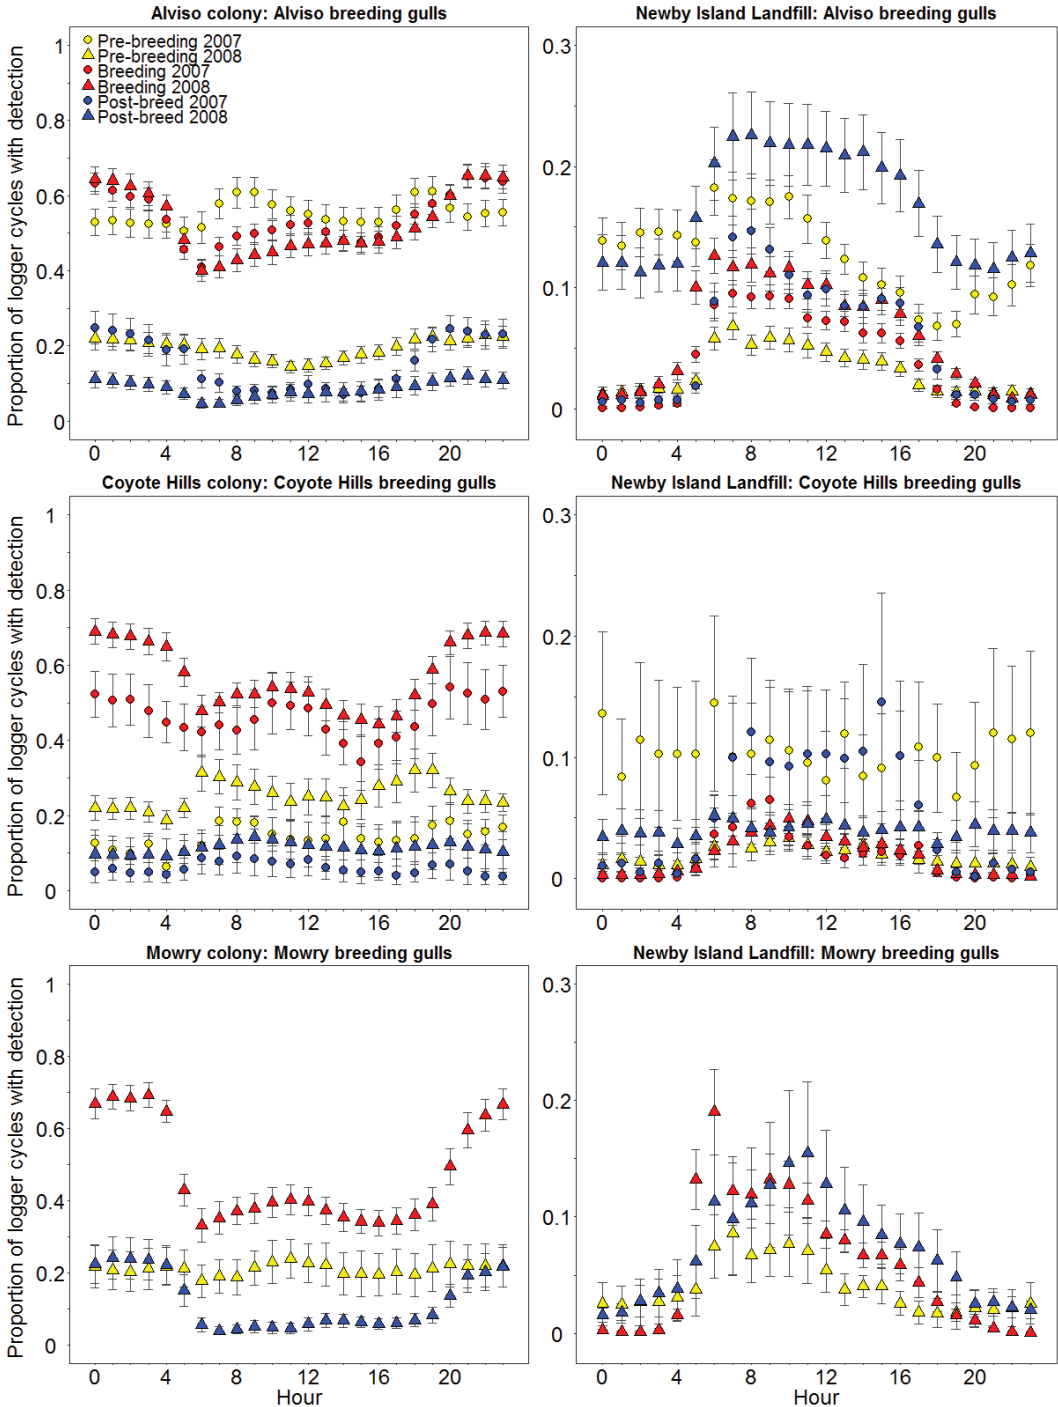 Alviso colony: Alviso breeding gulls
Newby Island Landfill: Alviso breeding gulls
Proportion of logger cycles with detection
1
0.8
0.6
0.4
0.2
0
Pre-breeding 2007
Pre-breeding 2008
Breeding 2007
Breeding 2008
Post-breed 2007
Post-breed 2008
0 4 8 12 16 20
0.3
0.2
0.1
0
0 4 8 12 16 20
Coyote Hills colony: Coyote Hills breeding gulls
Newby Island Landfill: Coyote Hills breeding gulls
Proportion of logger cycles with detection
1
0.8
0.6
0.4
0.2
0
0 4 8 12 16 20
0.3
0.2
0.1
0
0 4 8 12 16 20
Mowry colony: Mowry breeding gulls
Newby Island Landfill: Mowry breeding gulls
Proportion of logger cycles with detection
1
0.8
0.6
0.4
0.2
0
0 4 8 12 16 20
Hour
0.3
0.2
0.1
0
0 4 8 12 16 20
Hour